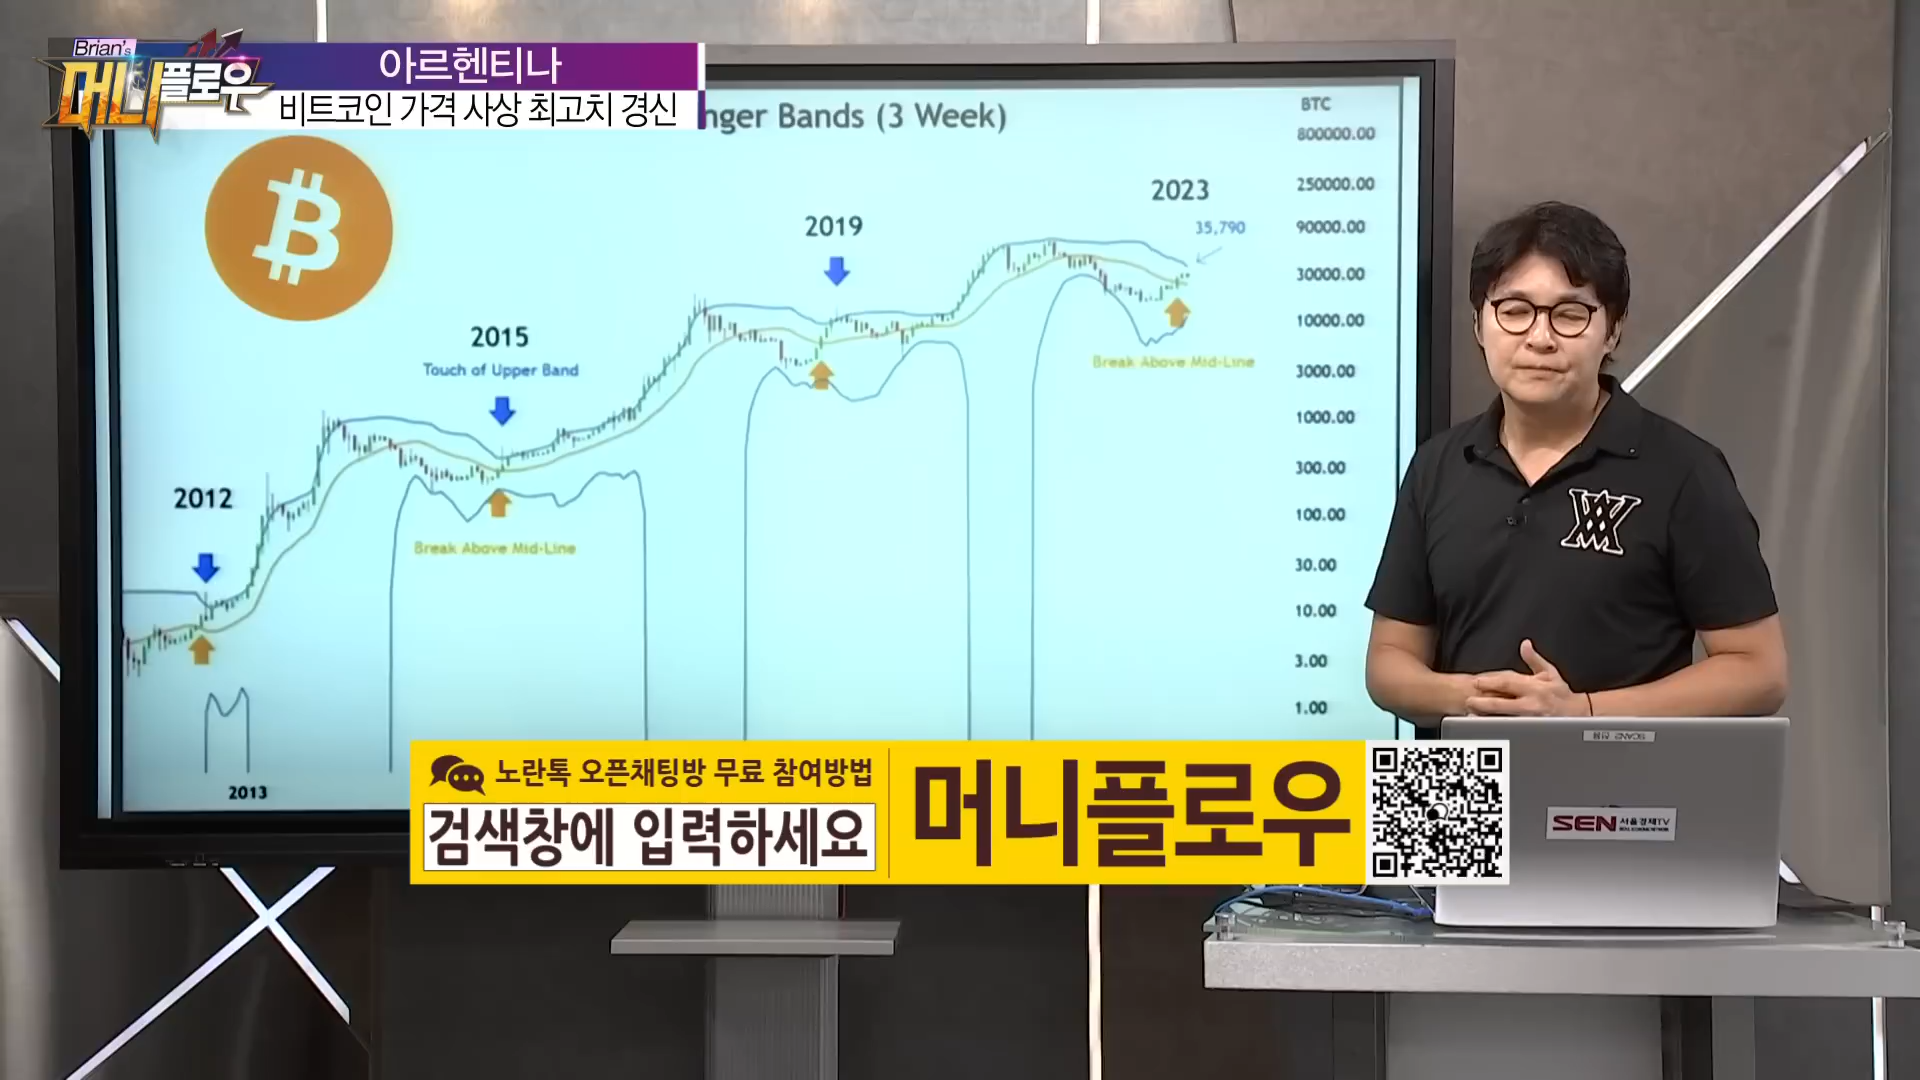 Brian's
머니플로우
아르헨티나
비트코인 가격 사상 최고치 경신
nger Bands (3 Week)
BTC
800000.00
250000.00
90000.00
30000.00
10000.00
3000.00
1000.00
300.00
100.00
30.00
10.00
3.00
1.00
2023
35,790
Break Above Mid-Line
2019
2015
Touch of Upper Band
Break Above Mid-Line
2012
2013
노란톡 오픈채팅방 무료 참여방법
검색창에 입력하세요
머니플로우
SEN 서울경제TV